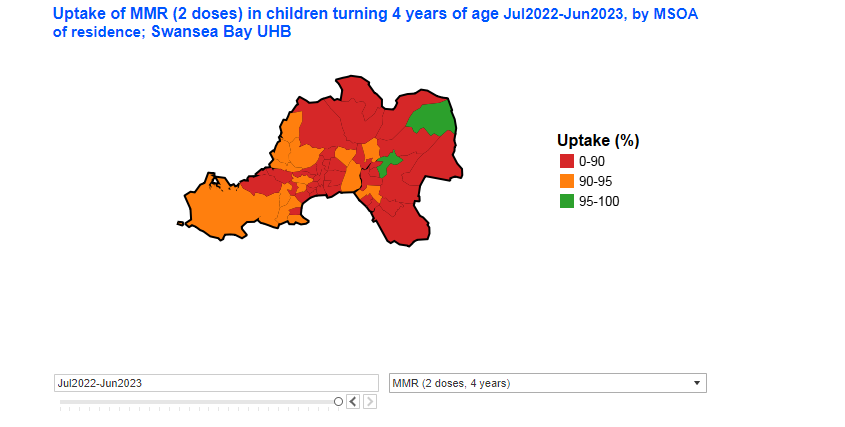 Uptake of MMR (2 doses) in children turning 4 years of age Jul2022-Jun2023, by MSOA
of residence; Swansea Bay UHB
Uptake (%)
0-90
90-95
95-100
Jul2022-Jun2023
MMR (2 doses, 4 years)